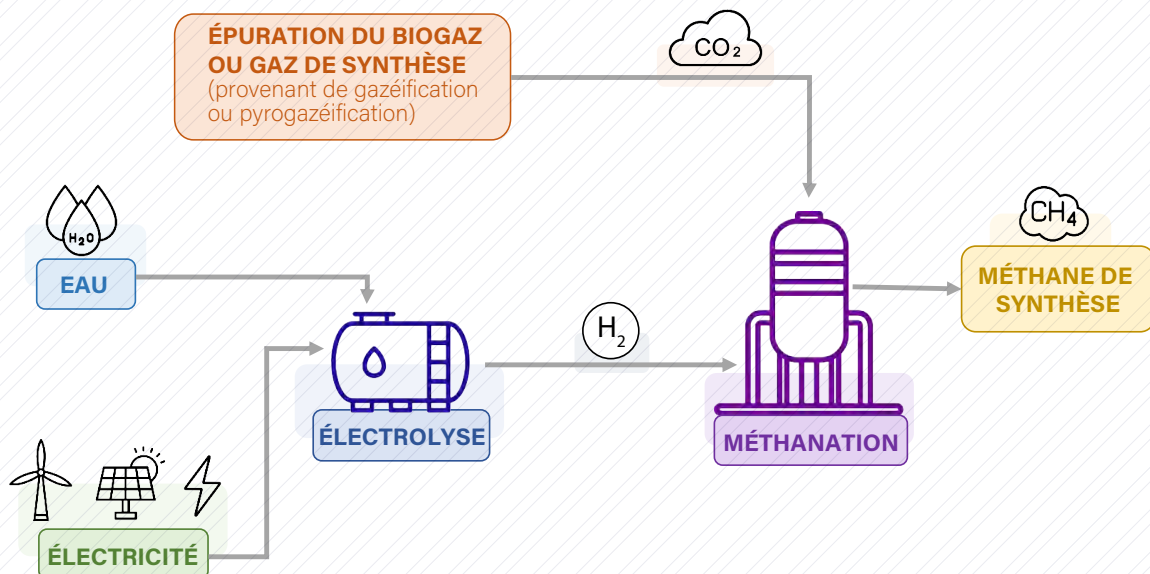 ÉPURATION DU BIOGAZ
OU GAZ DE SYNTHÈSE
(provenant de gazéification
ou pyrogazéification)
CO₂
H₂O
EAU
CH₄
MÉTHANE DE
SYNTHÈSE
H₂
ÉLECTROLYSE
MÉTHANATION
ÉLECTRICITÉ